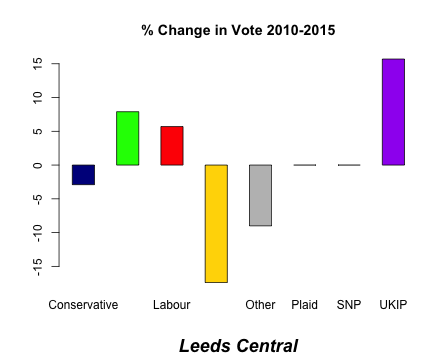 % Change in Vote 2010-2015
15
10
5
0
-5
-10
-15
Conservative Labour Other Plaid SNP UKIP
Leeds Central